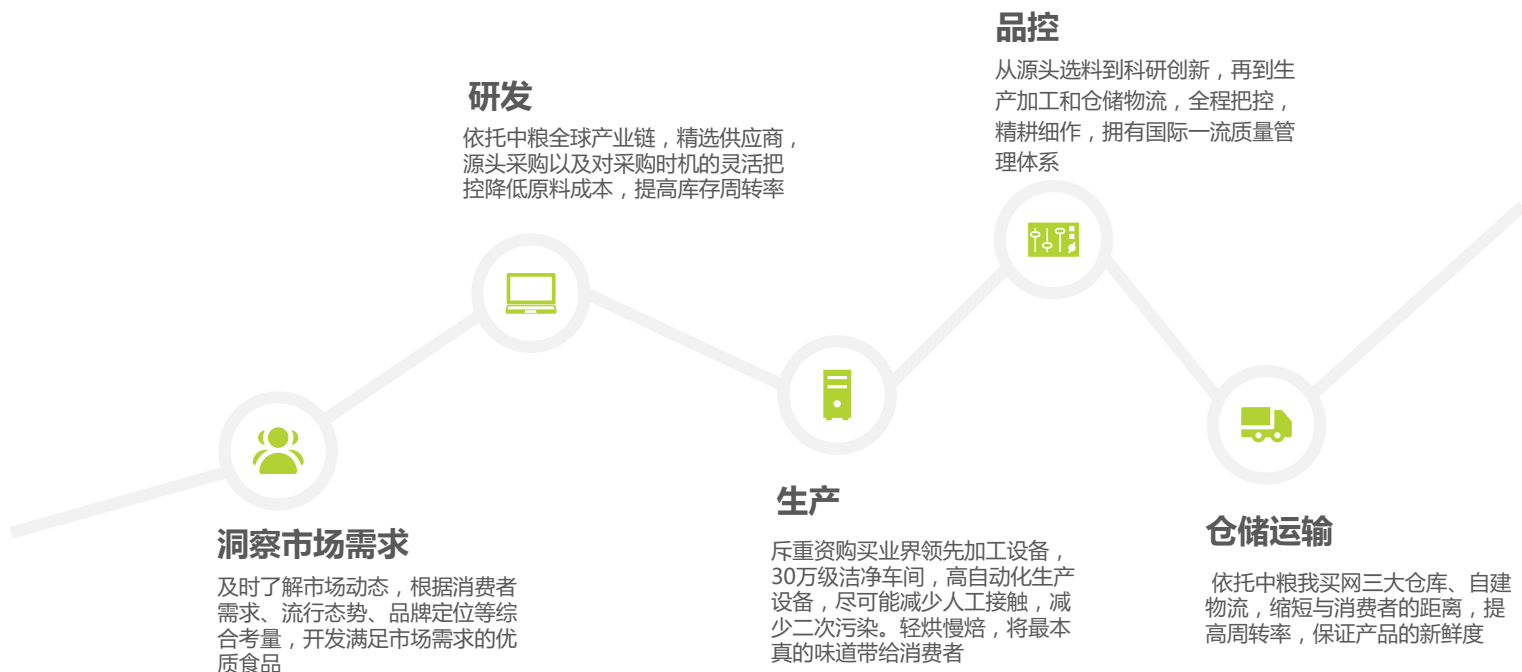 洞察市场需求
及时了解市场动态，根据消费者
需求、流行态势、品牌定位等综
合考量，开发满足市场需求的优
质食品
研发
依托中粮全球产业链，精选供应商，
源头采购以及对采购时机的灵活把
控降低原料成本，提高库存周转率
生产
斥重资购买业界领先加工设备，
30万级洁净车间，高自动化生产
设备，尽可能减少人工接触，减
少二次污染。轻烘慢焙，将最本
真的味道带给消费者
品控
从源头选料到科研创新，再到生
产加工和仓储物流，全程把控，
精耕细作，拥有国际一流质量管
理体系
仓储运输
依托中粮我买网三大仓库、自建
物流，缩短与消费者的距离，提
高周转率，保证产品的新鲜度